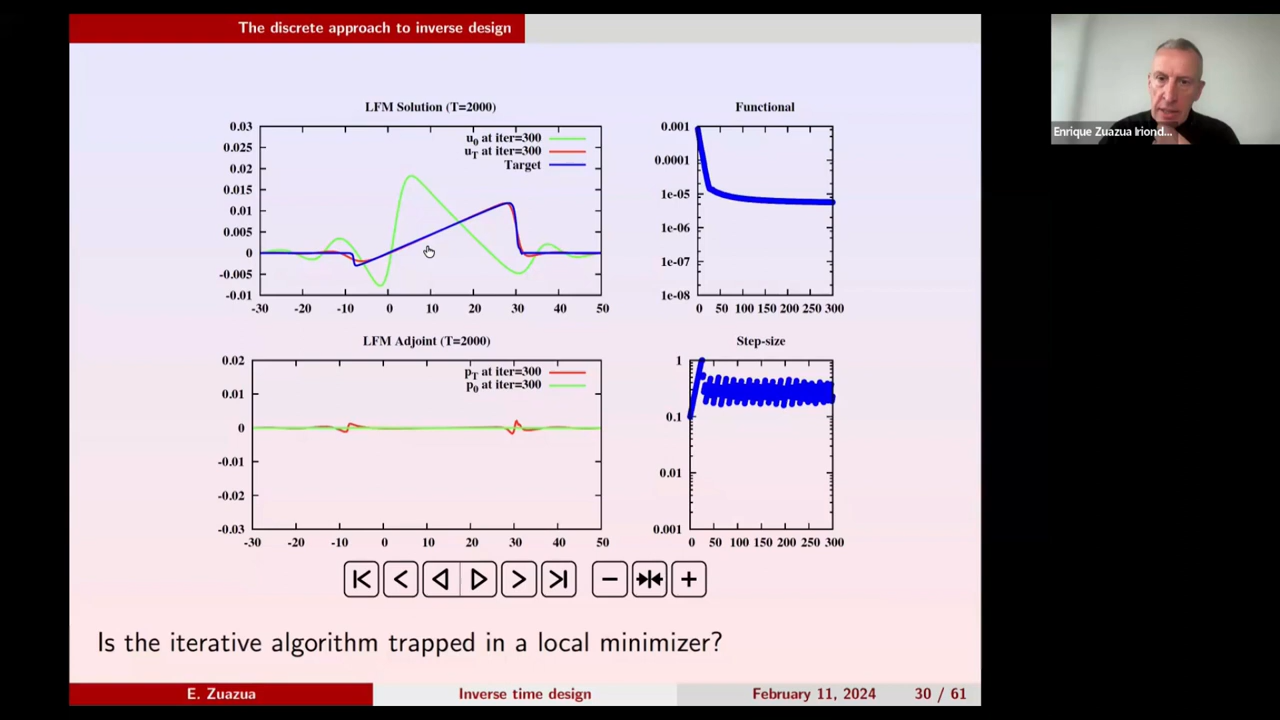 The discrete approach to inverse design
LFM Solution (T=2000)
0.03
0.025
0.02
0.015
0.01
0.005
0
-0.005
-0.01
u0 at iter=300
uT at iter=300
Target
-30 -20 -10 0 10 20 30 40 50
Functional
0.001
0.0001
1e-05
1e-06
1e-07
1e-08
0 50 100 150 200 250 300
LFM Adjoint (T=2000)
0.02
0.01
0
-0.01
-0.02
-0.03
pT at iter=300
p0 at iter=300
-30 -20 -10 0 10 20 30 40 50
Step-size
1
0.1
0.01
0.001
0 50 100 150 200 250 300
Is the iterative algorithm trapped in a local minimizer?
E. Zuazua Inverse time design February 11, 2024 30 / 61
Enrique Zuazua Iriond...